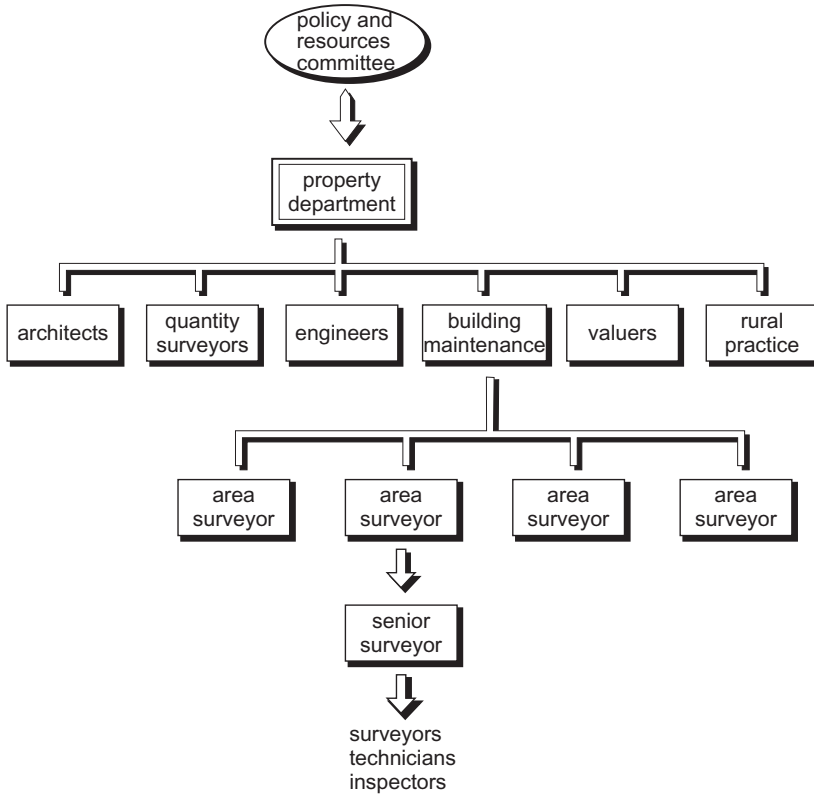 policy and
resources
committee
property
department
architects
quantity
surveyors
engineers
building
maintenance
valuers
rural
practice
area
surveyor
area
surveyor
area
surveyor
area
surveyor
senior
surveyor
surveyors
technicians
inspectors